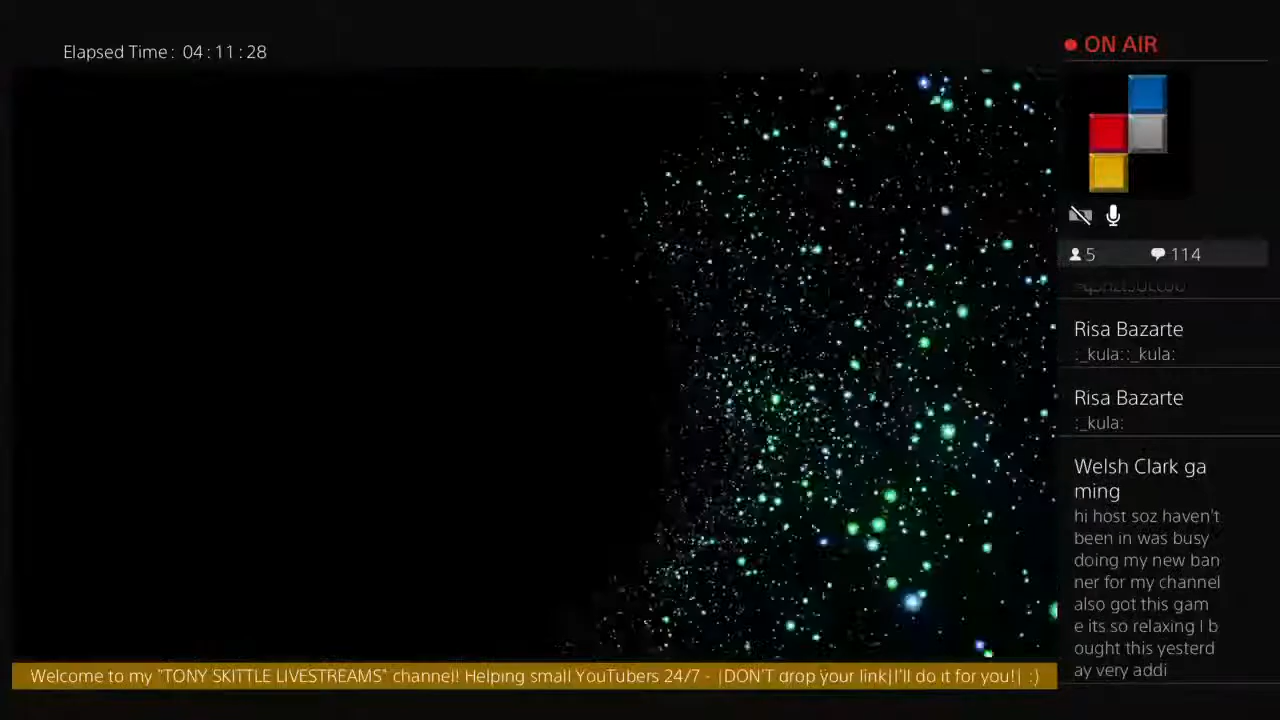 Elapsed Time: 04:11:28
ON AIR
5 114
Risa Bazarte
:_kula::_kula:
Risa Bazarte
:_kula:
Welsh Clark ga
ming
hi host soz haven't
been in was busy
doing my new ban
ner for my channel
also got this gam
e its so relaxing I b
ought this yesterd
ay very addi
Welcome to my "TONY SKITTLE LIVESTREAMS" channel! Helping small YouTubers 24/7 - |DON'T drop your link|I'll do it for you!| :)